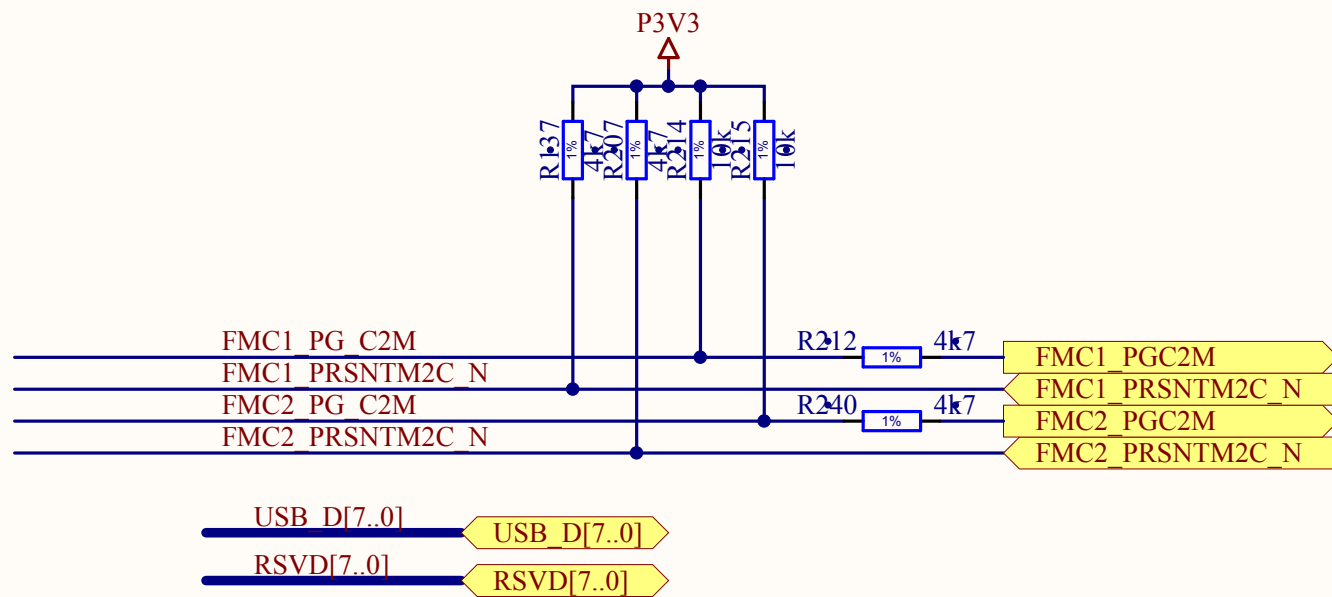 P3V3
R137
1%
4k7
R207
1%
4k7
R214
1%
10k
R215
1%
10k
FMC1_PG_C2M
R212
1%
4k7
FMC1_PGC2M
FMC1_PRSNTM2C_N
FMC1_PRSNTM2C_N
FMC2_PG_C2M
R240
1%
4k7
FMC2_PGC2M
FMC2_PRSNTM2C_N
FMC2_PRSNTM2C_N
USB_D[7..0]
USB_D[7..0]
RSVD[7..0]
RSVD[7..0]